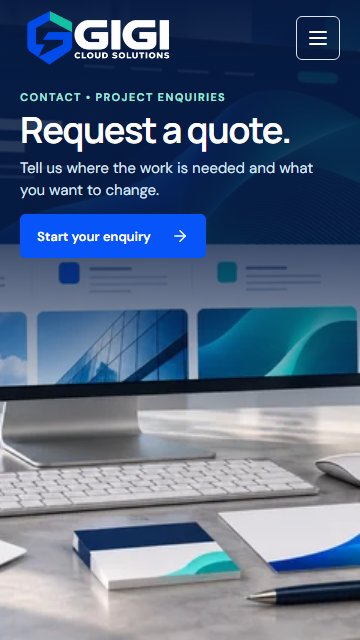 GIGI
CLOUD SOLUTIONS
CONTACT • PROJECT ENQUIRIES
Request a quote.
Tell us where the work is needed and what
you want to change.
Start your enquiry